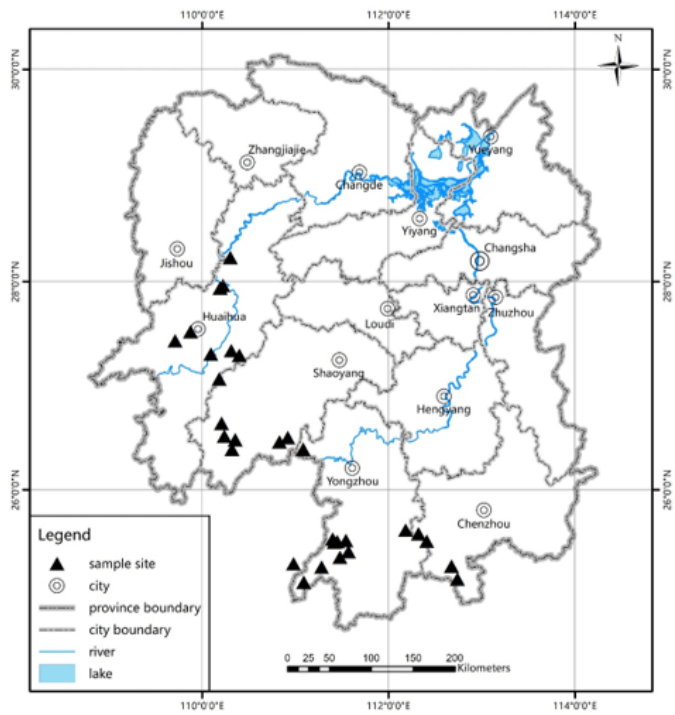 110°0'0"E 112°0'0"E 114°0'0"E
N
30°0'0"N 30°0'0"N
Zhangjiajie
Yueyang
Changde
Yiyang
Changsha
Jishou
28°0'0"N 28°0'0"N
Huaihua
Xiangtan
Zhuzhou
Loudi
Shaoyang
Hengyang
Yongzhou
26°0'0"N 26°0'0"N
Chenzhou
Legend
sample site
city
province boundary
city boundary
river
lake
0 25 50 100 150 200
Kilometers
110°0'0"E 112°0'0"E 114°0'0"E